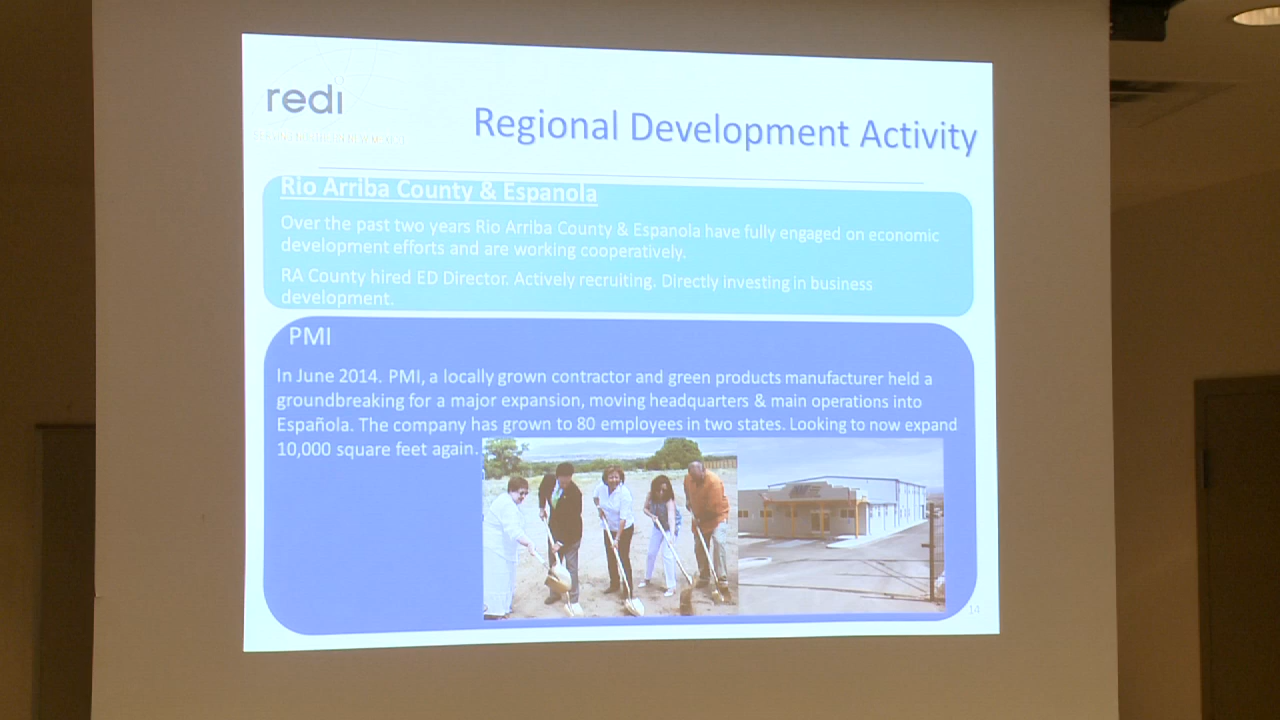 redi
Regional Development Activity
Rio Arriba County & Espanola
Over the past two years Rio Arriba County & Espanola have fully engaged on economic
development efforts and are working cooperatively.
RA County hired ED Director. Actively recruiting. Directly investing in business
development.
PMI
In June 2014. PMI, a locally grown contractor and green products manufacturer held a
groundbreaking for a major expansion, moving headquarters & main operations into
Española. The company has grown to 80 employees in two states. Looking to now expand
10,000 square feet again.
14